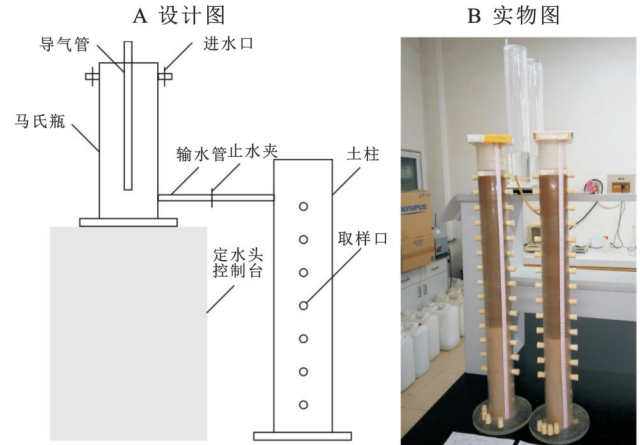 A 设计图
B 实物图
导气管
进水口
马氏瓶
输水管
止水夹
土柱
取样口
定水头
控制台
OLYMPUS